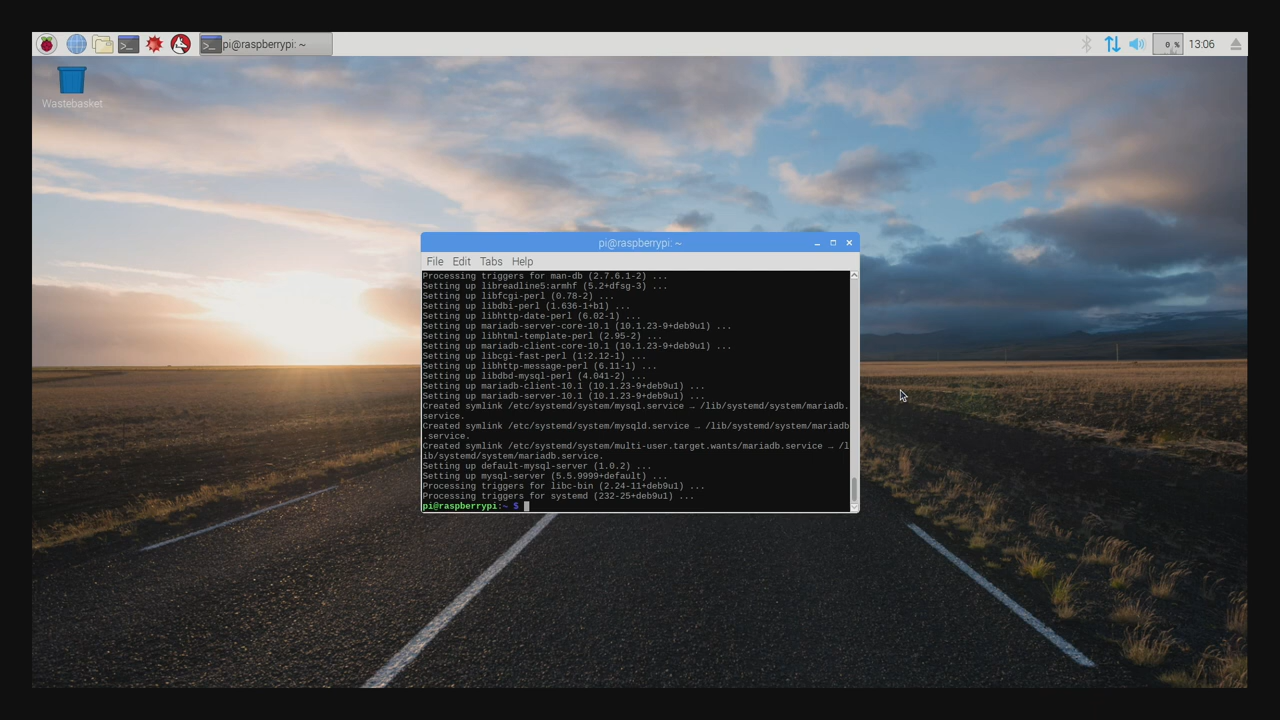 pi@raspberrypi: ~
0 %
13:06
Wastebasket
pi@raspberrypi: ~
File Edit Tabs Help
Processing triggers for man-db (2.7.6.1-2) ...
Setting up libreadline5:armhf (5.2+dfsg-3) ...
Setting up libfcgi-perl (0.78-2) ...
Setting up libdbi-perl (1.636-1+b1) ...
Setting up libhttp-date-perl (6.02-1) ...
Setting up mariadb-server-core-10.1 (10.1.23-9+deb9u1) ...
Setting up libhtml-template-perl (2.95-2) ...
Setting up mariadb-client-core-10.1 (10.1.23-9+deb9u1) ...
Setting up libcgi-fast-perl (1:2.12-1) ...
Setting up libhttp-message-perl (6.11-1) ...
Setting up libdbd-mysql-perl (4.041-2) ...
Setting up mariadb-client-10.1 (10.1.23-9+deb9u1) ...
Setting up mariadb-server-10.1 (10.1.23-9+deb9u1) ...
Created symlink /etc/systemd/system/mysql.service → /lib/systemd/system/mariadb.
service.
Created symlink /etc/systemd/system/mysqld.service → /lib/systemd/system/mariadb
.service.
Created symlink /etc/systemd/system/multi-user.target.wants/mariadb.service → /l
ib/systemd/system/mariadb.service.
Setting up default-mysql-server (1.0.2) ...
Setting up mysql-server (5.5.9999+default) ...
Processing triggers for libc-bin (2.24-11+deb9u1) ...
Processing triggers for systemd (232-25+deb9u1) ...
pi@raspberrypi:~ $